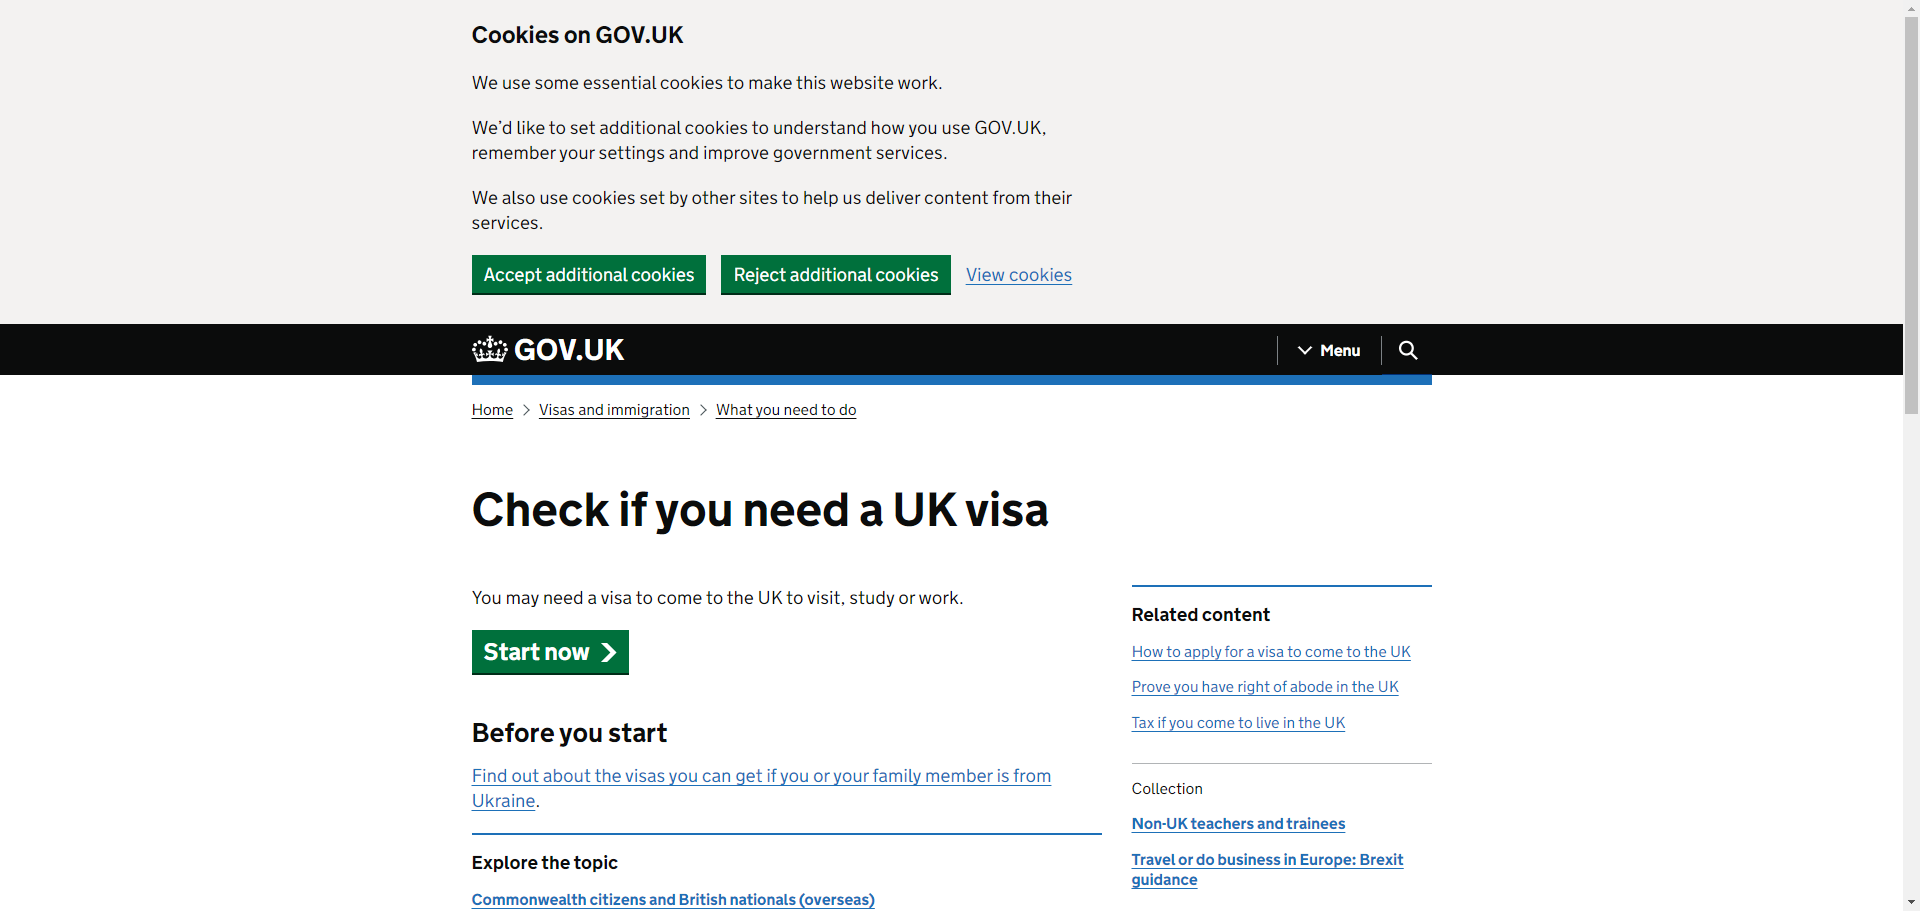 Cookies on GOV.UK
We use some essential cookies to make this website work.
We’d like to set additional cookies to understand how you use GOV.UK,
remember your settings and improve government services.
We also use cookies set by other sites to help us deliver content from their
services.
Accept additional cookies
Reject additional cookies
View cookies
GOV.UK
Menu
Home
Visas and immigration
What you need to do
Check if you need a UK visa
You may need a visa to come to the UK to visit, study or work.
Start now
Before you start
Find out about the visas you can get if you or your family member is from
Ukraine.
Explore the topic
Commonwealth citizens and British nationals (overseas)
Related content
How to apply for a visa to come to the UK
Prove you have right of abode in the UK
Tax if you come to live in the UK
Collection
Non-UK teachers and trainees
Travel or do business in Europe: Brexit
guidance